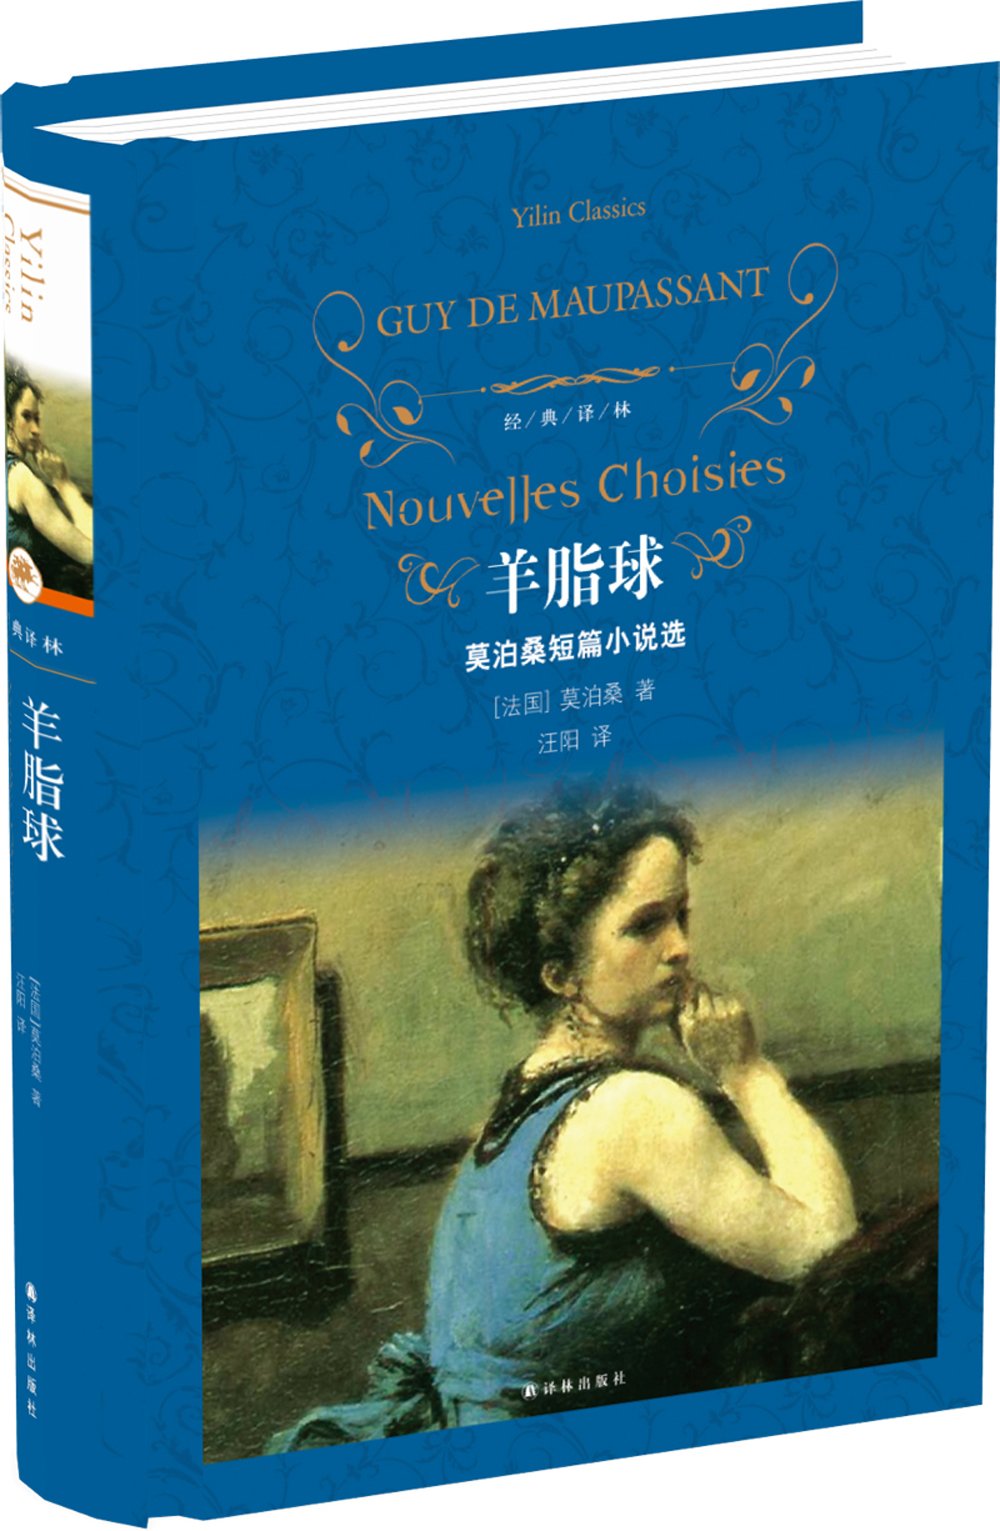 Yilin Classics
GUY DE MAUPASSANT
经/典/译/林
Nouvelles Choisies
羊脂球
莫泊桑短篇小说选
[法国] 莫泊桑 著
汪阳 译
译林出版社
Yilin
Classics
典译林
羊脂球
[法国]莫泊桑 著
汪阳 译
译林出版社